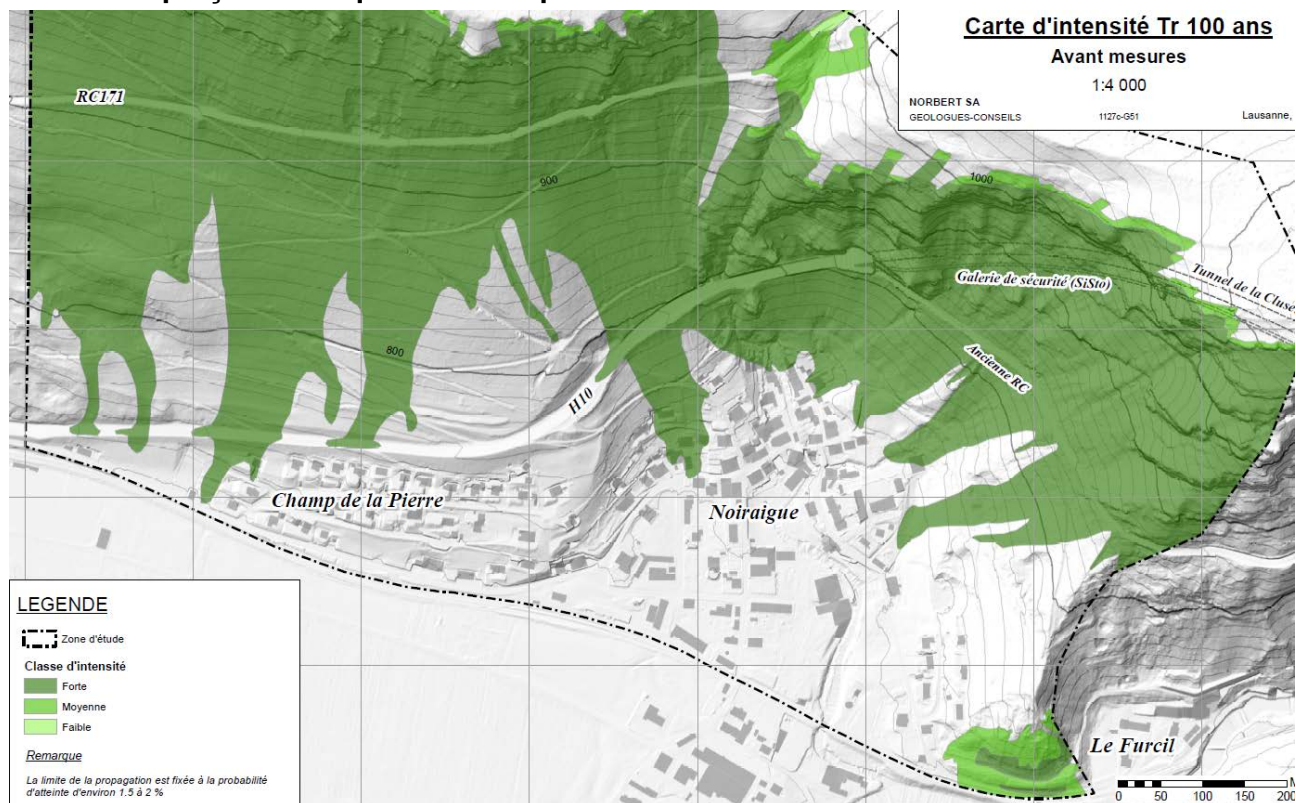 Carte d'intensité Tr 100 ans
Avant mesures
1:4 000
NORBERT SA
GEOLOGUES-CONSEILS
1127c-G51
Lausanne,
RC171
900
1000
Galerie de sécurité (SiSto)
Tunnel de la Cluse
Ancienne RC
800
H10
Champ de la Pierre
Noiraigue
Le Furcil
LEGENDE
Zone d'étude
Classe d'intensité
Forte
Moyenne
Faible
Remarque
La limite de la propagation est fixée à la probabilité
d'atteinte d'environ 1.5 à 2 %
M
0 50 100 150 200